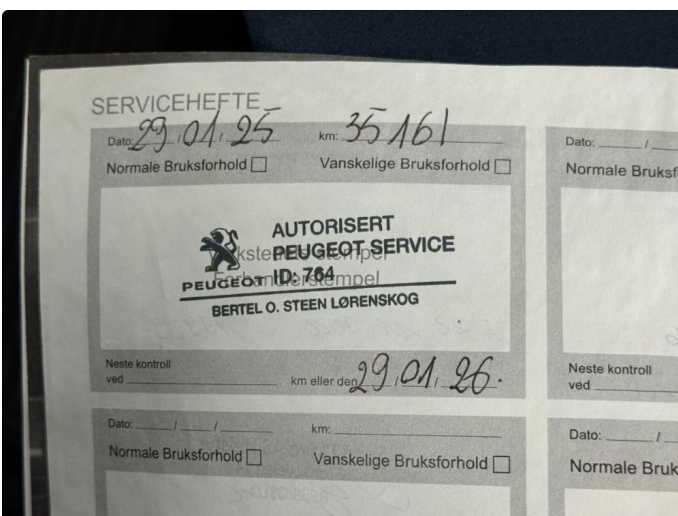 SERVICEHEFTE
Dato: 29/01/25 km: 35161
Normale Bruksforhold Vanskelige Bruksforhold
AUTORISERT
PEUGEOT SERVICE
PEUGEOT ID: 764
Forhandlerstempel
BERTEL O. STEEN LØRENSKOG
Neste kontroll
ved km eller den 29/01/26.
Dato: / / km:
Normale Bruksforhold Vanskelige Bruksforhold
Dato: /
Normale Bruksf
Neste kontroll
ved
Dato: /
Normale Bruk